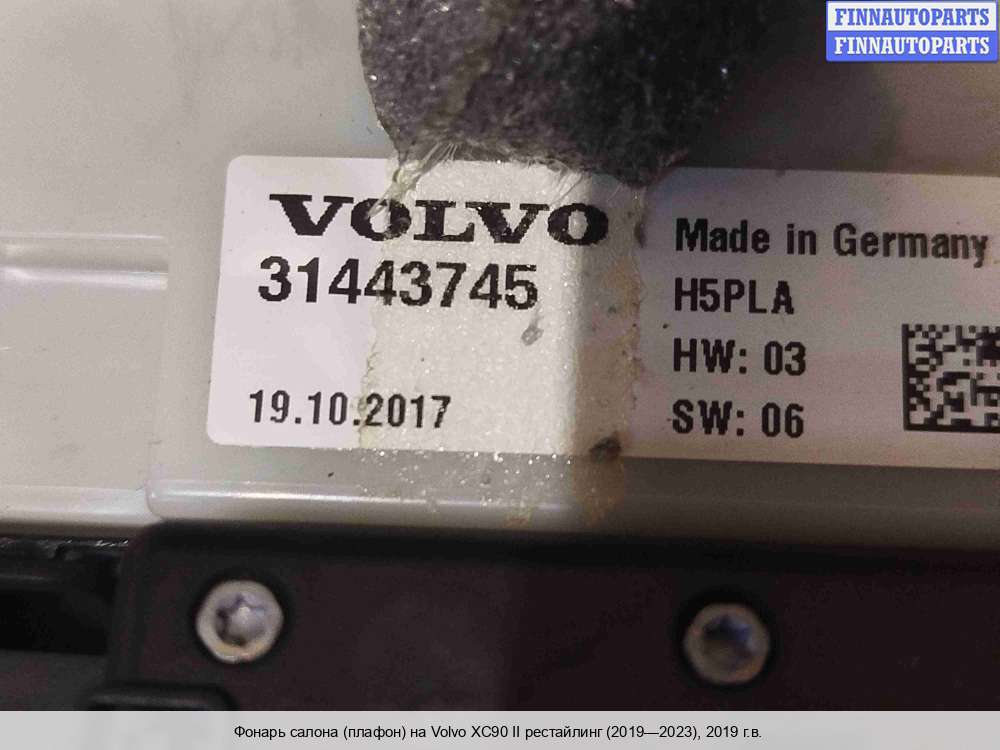 FINNAUTOPARTS
FINNAUTOPARTS
VOLVO
31443745
19.10.2017
Made in Germany
H5PLA
HW: 03
SW: 06
Фонарь салона (плафон) на Volvo XC90 II рестайлинг (2019—2023), 2019 г.в.